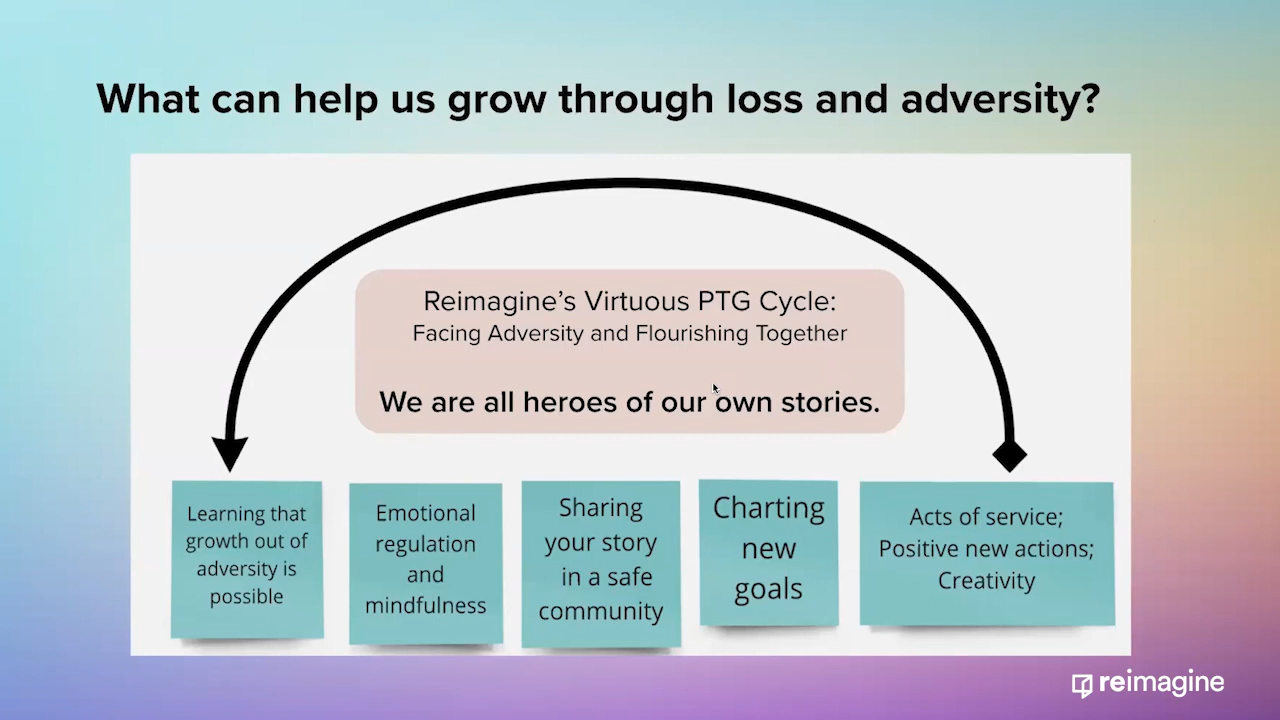 What can help us grow through loss and adversity?
Reimagine’s Virtuous PTG Cycle:
Facing Adversity and Flourishing Together
We are all heroes of our own stories.
Learning that
growth out of
adversity is
possible
Emotional
regulation
and
mindfulness
Sharing
your story
in a safe
community
Charting
new
goals
Acts of service;
Positive new actions;
Creativity
reimagine